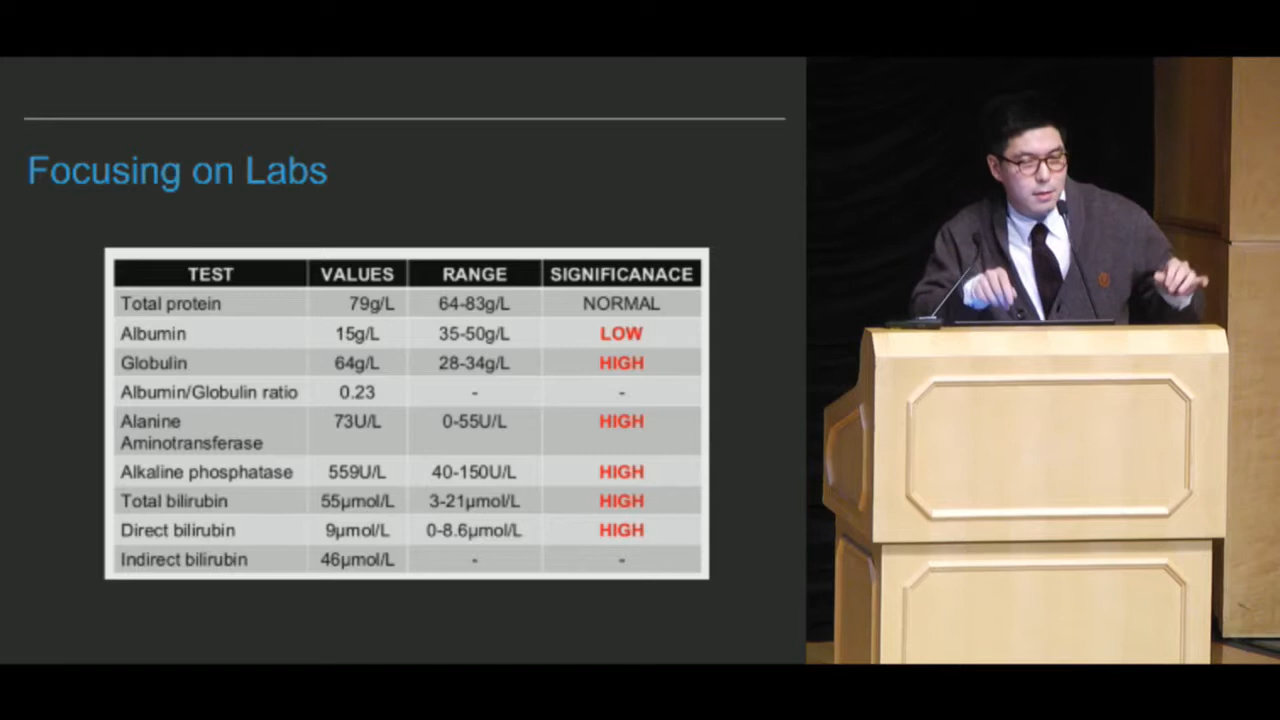 Focusing on Labs
TEST VALUES RANGE SIGNIFICANACE
Total protein 79g/L 64-83g/L NORMAL
Albumin 15g/L 35-50g/L LOW
Globulin 64g/L 28-34g/L HIGH
Albumin/Globulin ratio 0.23 - -
Alanine 73U/L 0-55U/L HIGH
Aminotransferase
Alkaline phosphatase 559U/L 40-150U/L HIGH
Total bilirubin 55µmol/L 3-21µmol/L HIGH
Direct bilirubin 9µmol/L 0-8.6µmol/L HIGH
Indirect bilirubin 46µmol/L - -